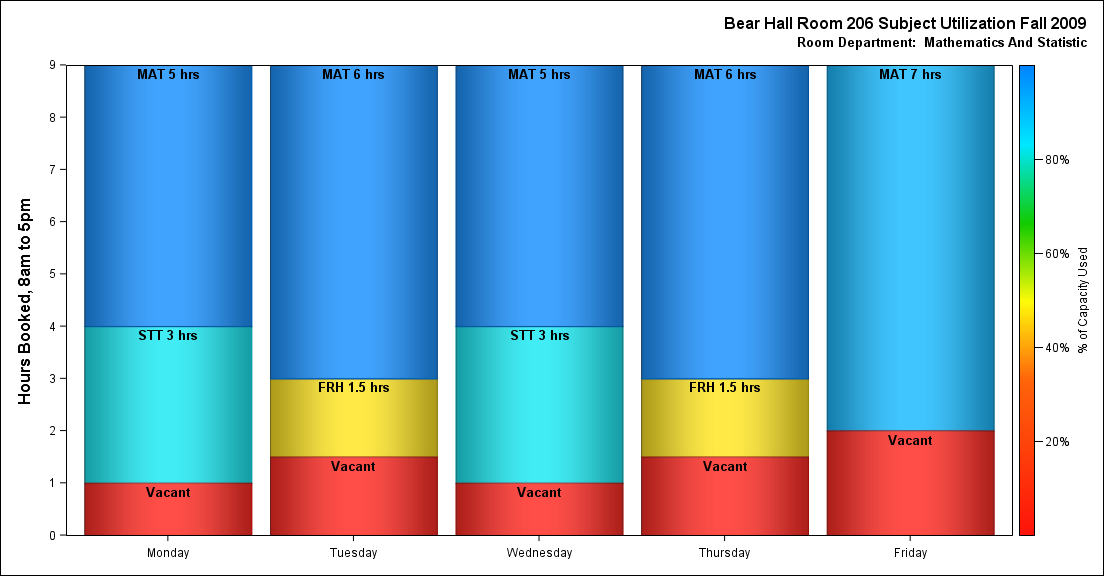 Bear Hall Room 206 Subject Utilization Fall 2009
Room Department:  Mathematics And Statistic
Hours Booked, 8am to 5pm
9
8
7
6
5
4
3
2
1
0
MAT 5 hrs
STT 3 hrs
Vacant
MAT 6 hrs
FRH 1.5 hrs
Vacant
MAT 5 hrs
STT 3 hrs
Vacant
MAT 6 hrs
FRH 1.5 hrs
Vacant
MAT 7 hrs
Vacant
Monday
Tuesday
Wednesday
Thursday
Friday
80%
60%
40%
20%
% of Capacity Used